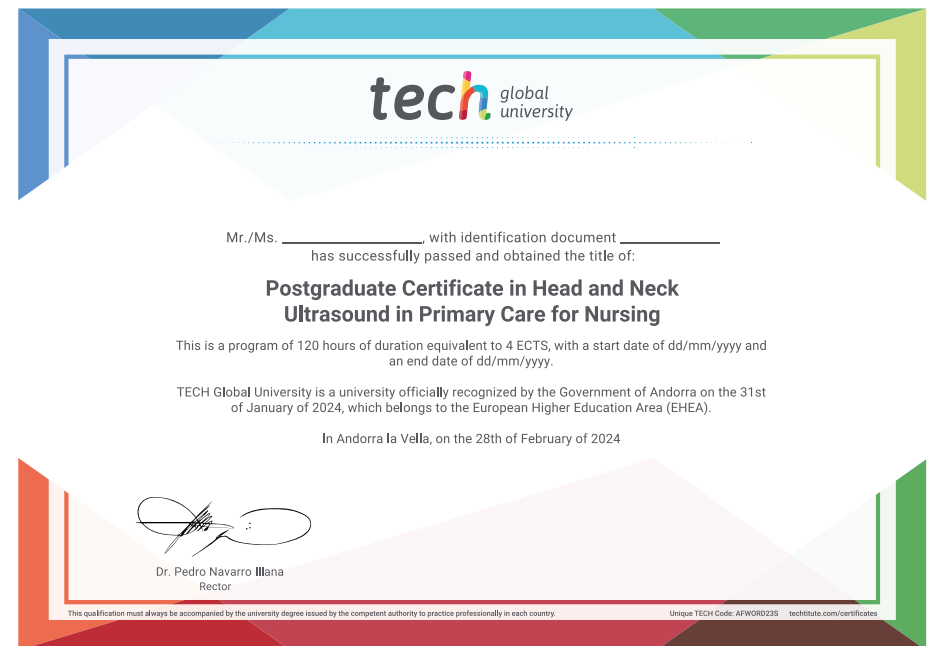 tech global
university
Mr./Ms. ____________, with identification document ____________
has successfully passed and obtained the title of:
Postgraduate Certificate in Head and Neck
Ultrasound in Primary Care for Nursing
This is a program of 120 hours of duration equivalent to 4 ECTS, with a start date of dd/mm/yyyy and
an end date of dd/mm/yyyy.
TECH Global University is a university officially recognized by the Government of Andorra on the 31st
of January of 2024, which belongs to the European Higher Education Area (EHEA).
In Andorra la Vella, on the 28th of February of 2024
Dr. Pedro Navarro Illana
Rector
This qualification must always be accompanied by the university degree issued by the competent authority to practice professionally in each country.
Unique TECH Code: AFWORD23S techtitute.com/certificates